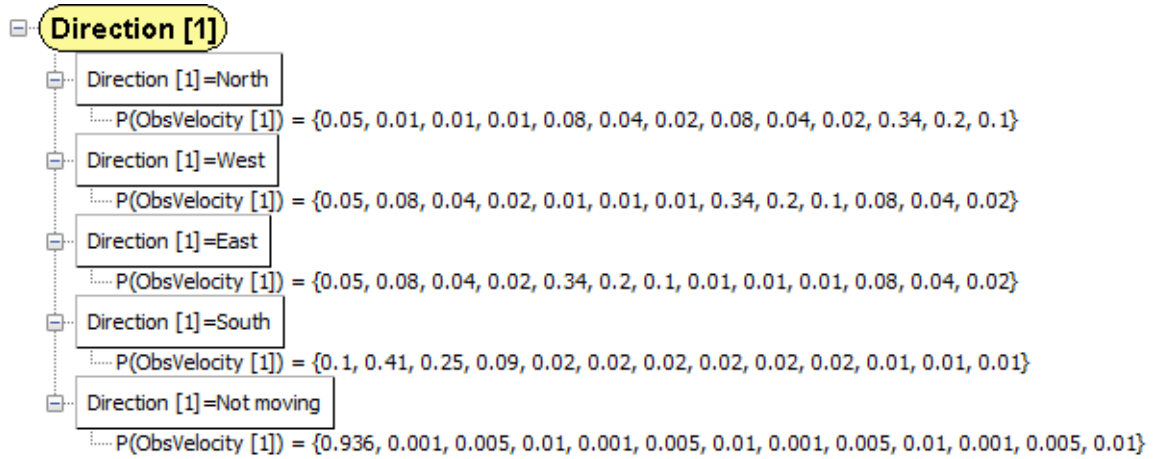 Direction [1]
Direction [1]=North
P(ObsVelocity [1]) = {0.05, 0.01, 0.01, 0.01, 0.08, 0.04, 0.02, 0.08, 0.04, 0.02, 0.34, 0.2, 0.1}
Direction [1]=West
P(ObsVelocity [1]) = {0.05, 0.08, 0.04, 0.02, 0.01, 0.01, 0.01, 0.34, 0.2, 0.1, 0.08, 0.04, 0.02}
Direction [1]=East
P(ObsVelocity [1]) = {0.05, 0.08, 0.04, 0.02, 0.34, 0.2, 0.1, 0.01, 0.01, 0.01, 0.08, 0.04, 0.02}
Direction [1]=South
P(ObsVelocity [1]) = {0.1, 0.41, 0.25, 0.09, 0.02, 0.02, 0.02, 0.02, 0.02, 0.02, 0.01, 0.01, 0.01}
Direction [1]=Not moving
P(ObsVelocity [1]) = {0.936, 0.001, 0.005, 0.01, 0.001, 0.005, 0.01, 0.001, 0.005, 0.01, 0.001, 0.005, 0.01}